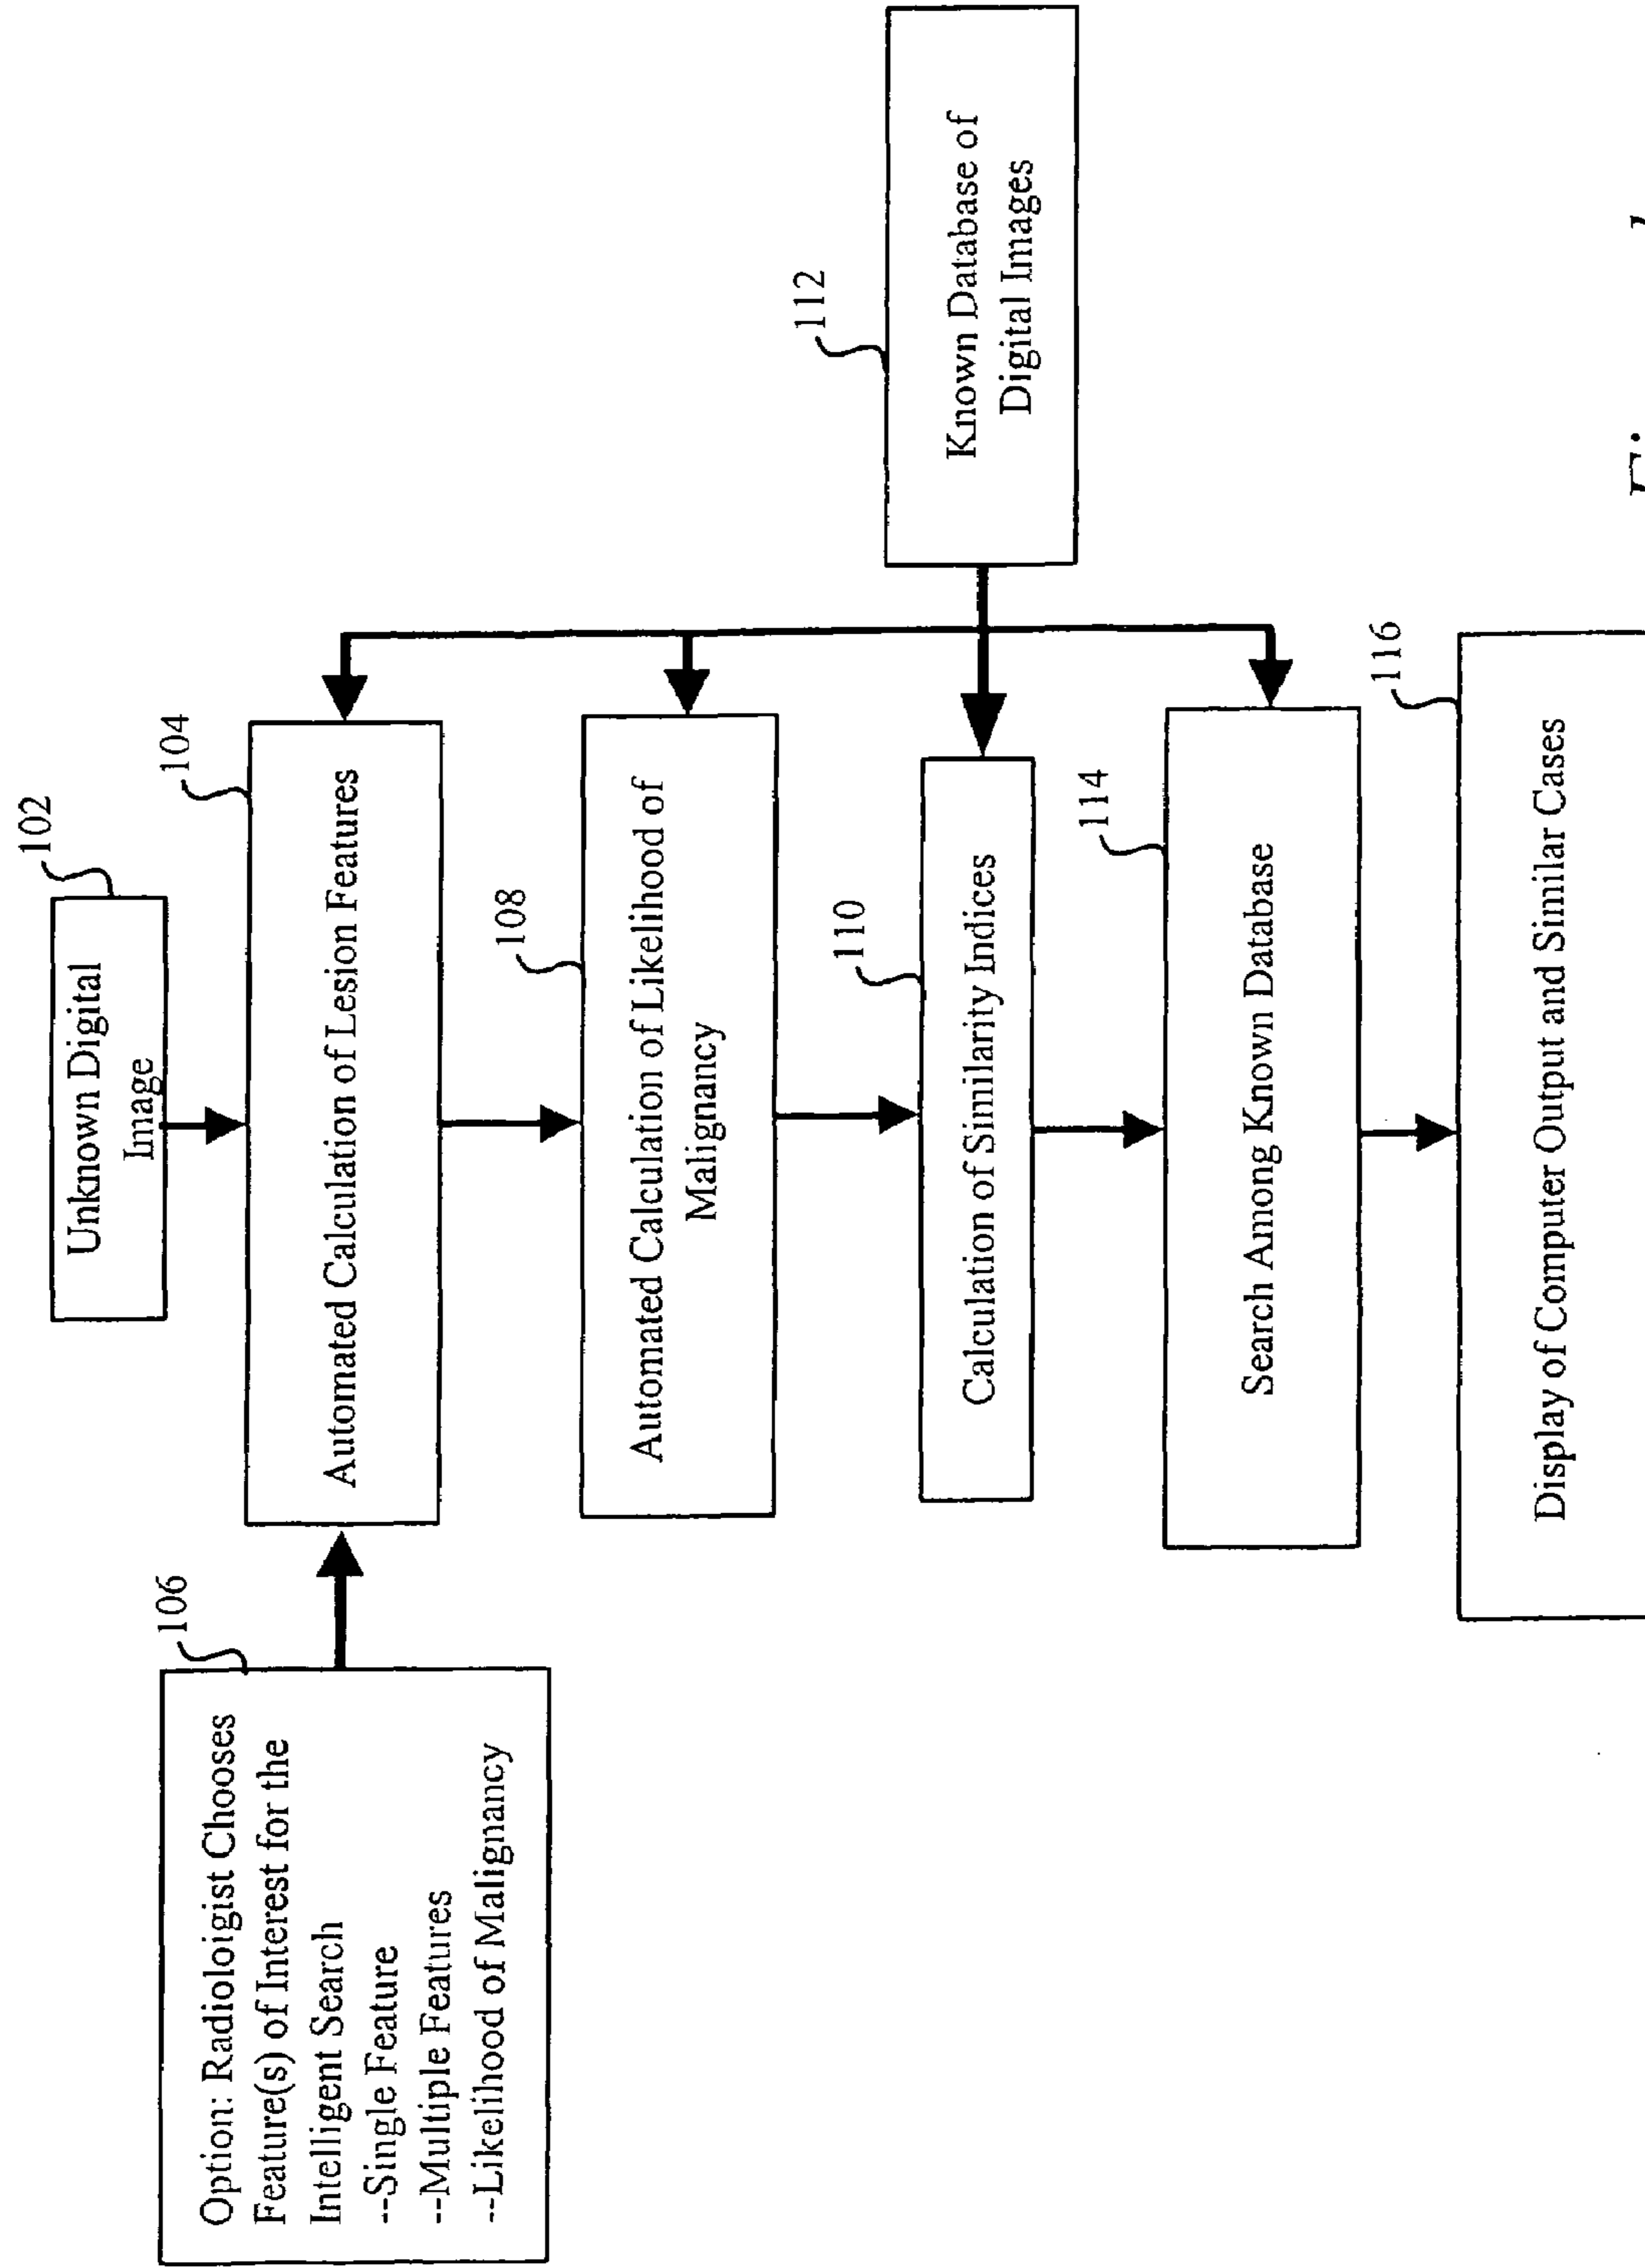 102
Unknown Digital
Image
106
Option: Radioloigist Chooses
Feature(s) of Interest for the
Intelligent Search
--Single Feature
--Multiple Features
--Likelihood of Malignancy
104
Automated Calculation of Lesion Features
108
Automated Calculation of Likelihood of
Malignancy
112
Known Database of
Digital Images
110
Calculation of Similarity Indices
114
Search Among Known Database
116
Display of Computer Output and Similar Cases